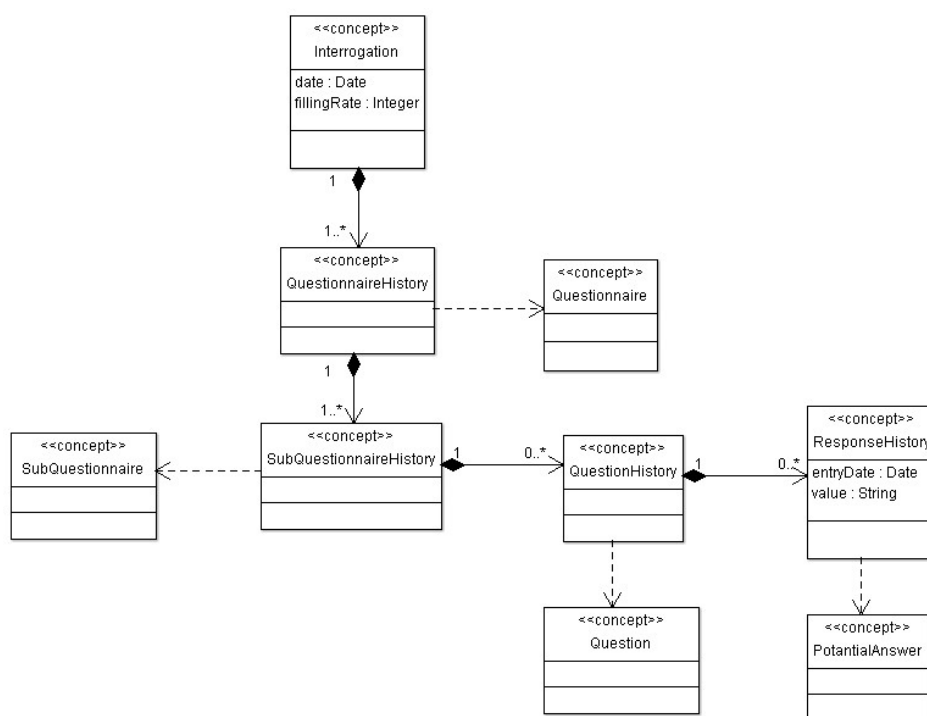 <<concept>>
Interrogation
date : Date
fillingRate : Integer
1
1..*
<<concept>>
QuestionnaireHistory
<<concept>>
Questionnaire
1
1..*
<<concept>>
SubQuestionnaire
<<concept>>
SubQuestionnaireHistory
1
0..*
<<concept>>
QuestionHistory
1
0..*
<<concept>>
ResponseHistory
entryDate : Date
value : String
<<concept>>
Question
<<concept>>
PotentialAnswer